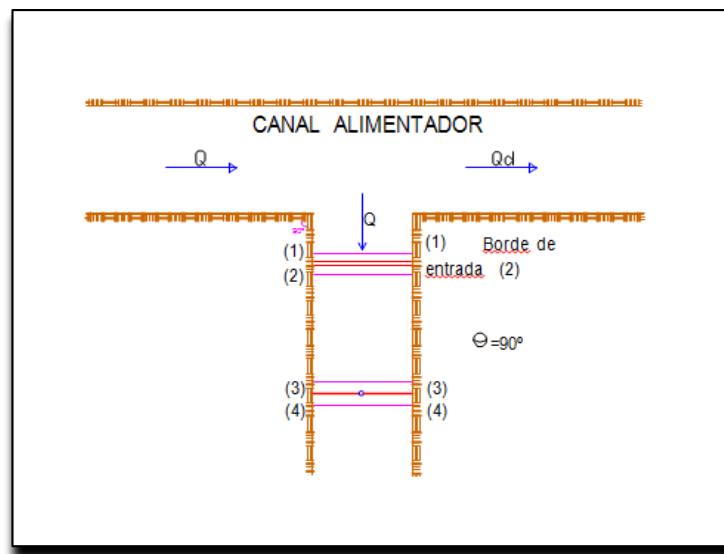 CANAL ALIMENTADOR
Q
Qd
Q
(1)
(1) Borde de
(2)
entrada (2)
Θ=90º
(3)
(3)
(4)
(4)